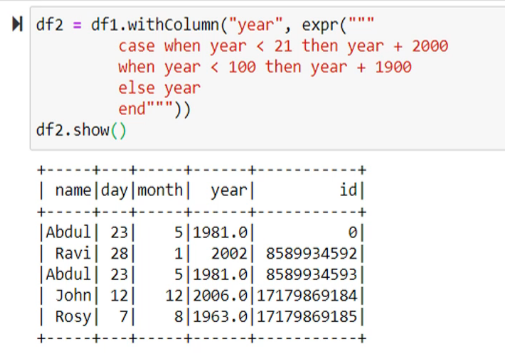 df2 = df1.withColumn("year", expr("""
          case when year < 21 then year + 2000
          when year < 100 then year + 1900
          else year
          end"""))
df2.show()
+-----+---+-----+------+-----------+
| name|day|month|  year|         id|
+-----+---+-----+------+-----------+
|Abdul| 23|    5|1981.0|          0|
| Ravi| 28|    1|  2002| 8589934592|
|Abdul| 23|    5|1981.0| 8589934593|
| John| 12|   12|2006.0|17179869184|
| Rosy|  7|    8|1963.0|17179869185|
+-----+---+-----+------+-----------+